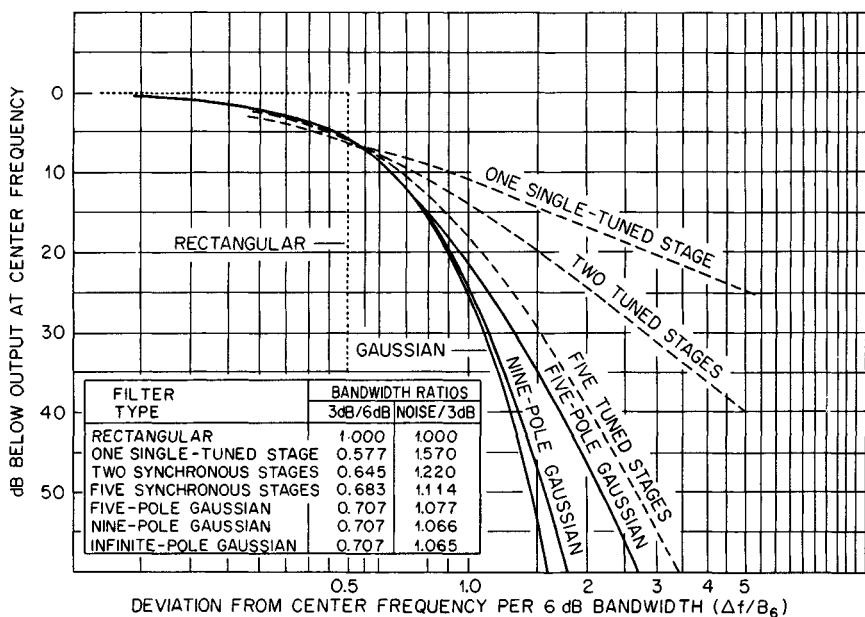 dB BELOW OUTPUT AT CENTER FREQUENCY
0
10
20
30
40
50
RECTANGULAR
GAUSSIAN
NINE-POLE GAUSSIAN
FIVE-POLE GAUSSIAN
FIVE TUNED STAGES
ONE SINGLE-TUNED STAGE
TWO TUNED STAGES
FILTER TYPE BANDWIDTH RATIOS
3dB/6dB NOISE/3dB
RECTANGULAR 1.000 1.000
ONE SINGLE-TUNED STAGE 0.577 1.570
TWO SYNCHRONOUS STAGES 0.645 1.220
FIVE SYNCHRONOUS STAGES 0.683 1.114
FIVE-POLE GAUSSIAN 0.707 1.077
NINE-POLE GAUSSIAN 0.707 1.066
INFINITE-POLE GAUSSIAN 0.707 1.065
0.5 1.0 2 3 4 5
DEVIATION FROM CENTER FREQUENCY PER 6 dB BANDWIDTH (Δf/B₆)